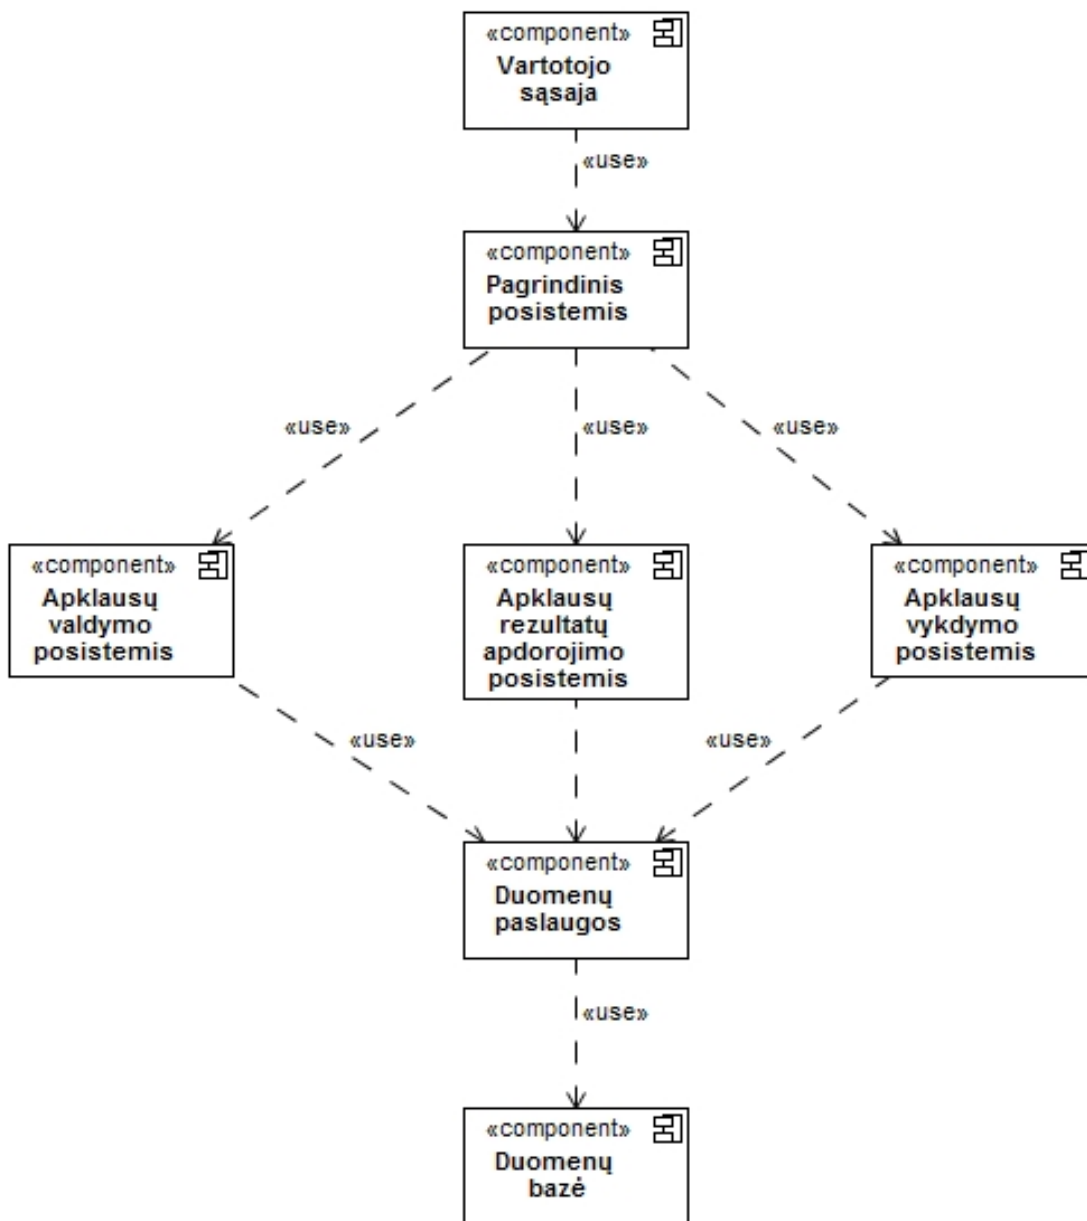 «component»
Vartotojo
sąsaja
«use»
«component»
Pagrindinis
posistemis
«use»
«use»
«use»
«component»
Apklausų
valdymo
posistemis
«component»
Apklausų
rezultatų
apdorojimo
posistemis
«component»
Apklausų
vykdymo
posistemis
«use»
«use»
«component»
Duomenų
paslaugos
«use»
«component»
Duomenų
bazė